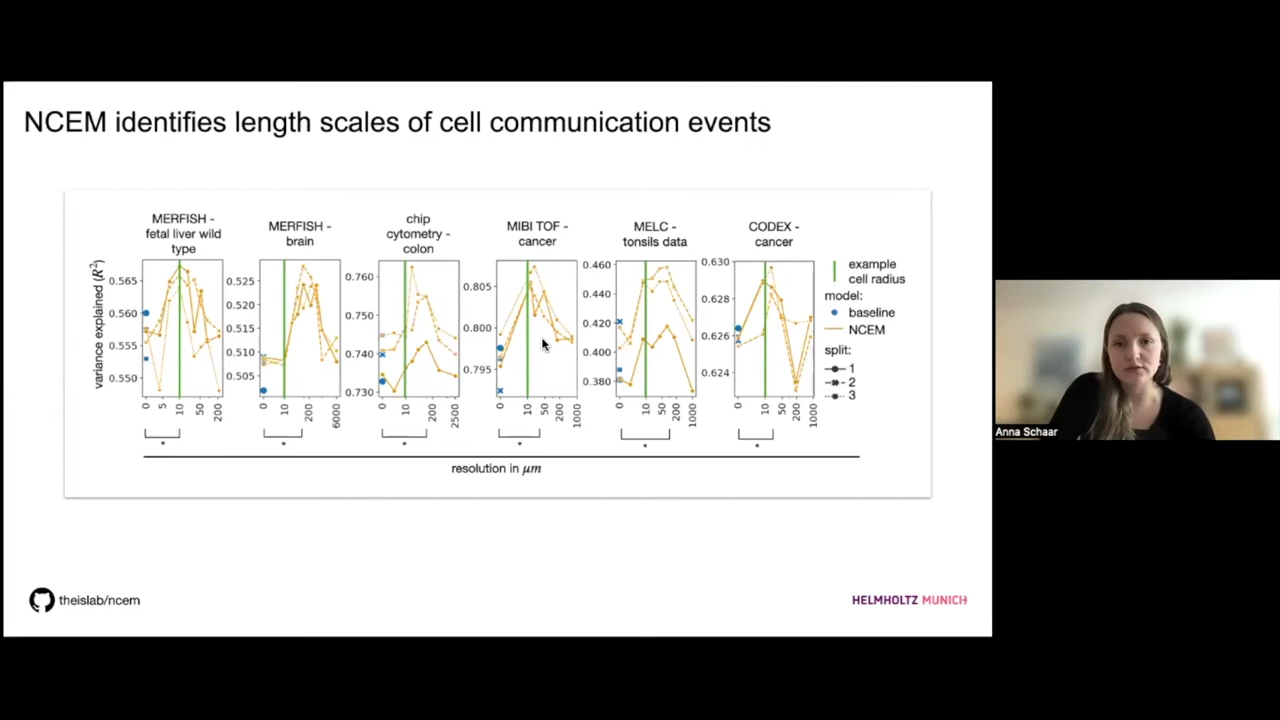 NCEM identifies length scales of cell communication events
MERFISH -
fetal liver wild
type
MERFISH -
brain
chip
cytometry -
colon
MIBI TOF -
cancer
MELC -
tonsils data
CODEX -
cancer
variance explained (R²)
0.565
0.560
0.555
0.550
0 5 10 50 200
0.525
0.520
0.515
0.510
0.505
0 10 200 6000
0.760
0.750
0.740
0.730
0 10 200 2500
0.805
0.800
0.795
0 10 50 200 1000
0.460
0.440
0.420
0.400
0.380
0 10 50 200 1000
0.630
0.628
0.626
0.624
0 10 50 200 1000
* * * * * *
resolution in μm
example
cell radius
model:
baseline
NCEM
split:
1
2
3
theislab/ncem
HELMHOLTZ MUNICH
Anna Schaar